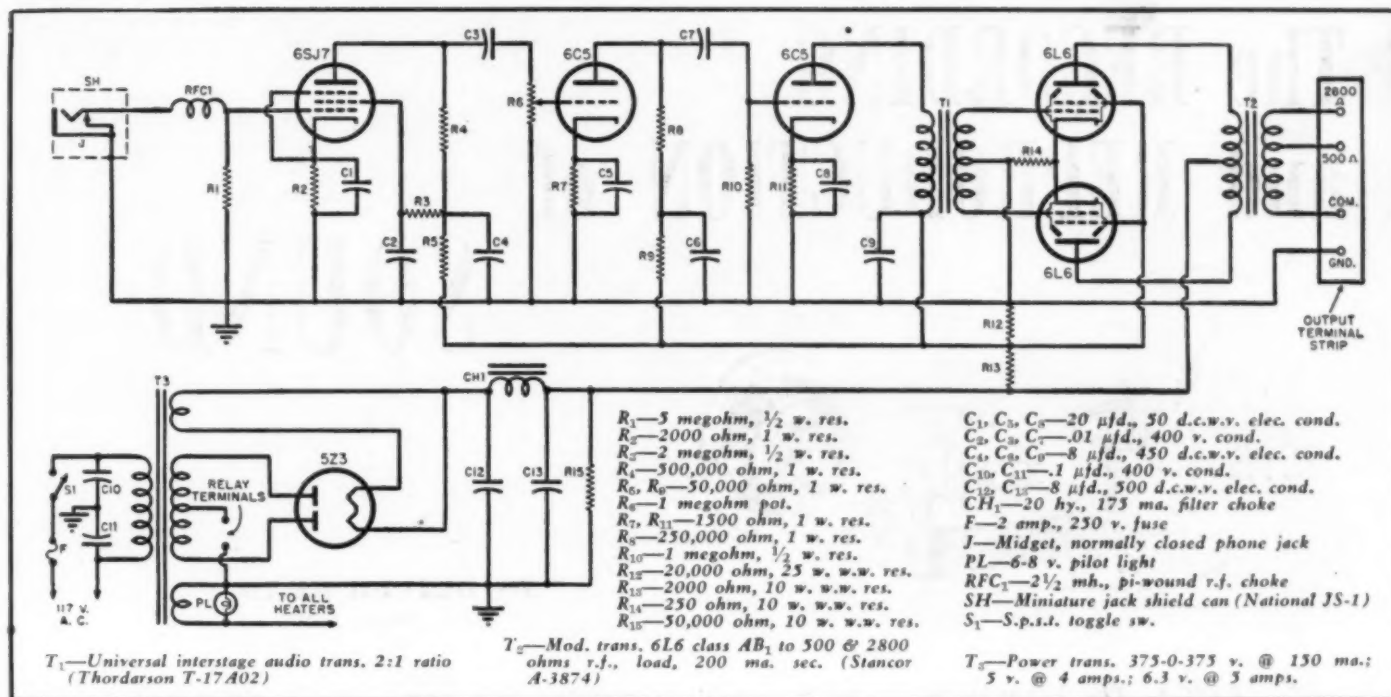 SH
J
RFC1
R1
6SJ7
R2
C1
C2
R3
R4
R5
C3
C4
R6
6C5
R7
C5
C7
R8
R9
C6
R10
6C5
R11
C8
C9
T1
R14
6L6
6L6
R12
R13
T2
2800 Ω
500 Ω
COM.
GND.
OUTPUT
TERMINAL
STRIP
T3
S1
C10
C11
F
117 V.
A. C.
RELAY
TERMINALS
5Z3
PL
TO ALL
HEATERS
CH1
C12
C13
R15
R₁—5 megohm, ½ w. res.
R₂—2000 ohm, 1 w. res.
R₃—2 megohm, ½ w. res.
R₄—500,000 ohm, 1 w. res.
R₅, R₉—50,000 ohm, 1 w. res.
R₆—1 megohm pot.
R₇, R₁₁—1500 ohm, 1 w. res.
R₈—250,000 ohm, 1 w. res.
R₁₀—1 megohm, ½ w. res.
R₁₂—20,000 ohm, 25 w. w.w. res.
R₁₃—2000 ohm, 10 w. w.w. res.
R₁₄—250 ohm, 10 w. w.w. res.
R₁₅—50,000 ohm, 10 w. w.w. res.
C₁, C₅, C₈—20 µfd., 50 d.c.w.v. elec. cond.
C₂, C₃, C₇—.01 µfd., 400 v. cond.
C₄, C₆, C₉—8 µfd., 450 d.c.w.v. elec. cond.
C₁₀, C₁₁—.1 µfd., 400 v. cond.
C₁₂, C₁₃—8 µfd., 500 d.c.w.v. elec. cond.
CH₁—20 hy., 175 ma. filter choke
F—2 amp., 250 v. fuse
J—Midget, normally closed phone jack
PL—6-8 v. pilot light
RFC₁—2½ mh., pi-wound r.f. choke
SH—Miniature jack shield can (National JS-1)
S₁—S.p.s.t. toggle sw.
T₁—Universal interstage audio trans. 2:1 ratio
(Thordarson T-17A02)
T₂—Mod. trans. 6L6 class AB₁ to 500 & 2800
ohms r.f., load, 200 ma. sec. (Stancor
A-3874)
T₃—Power trans. 375-0-375 v. @ 150 ma.;
5 v. @ 4 amps.; 6.3 v. @ 5 amps.